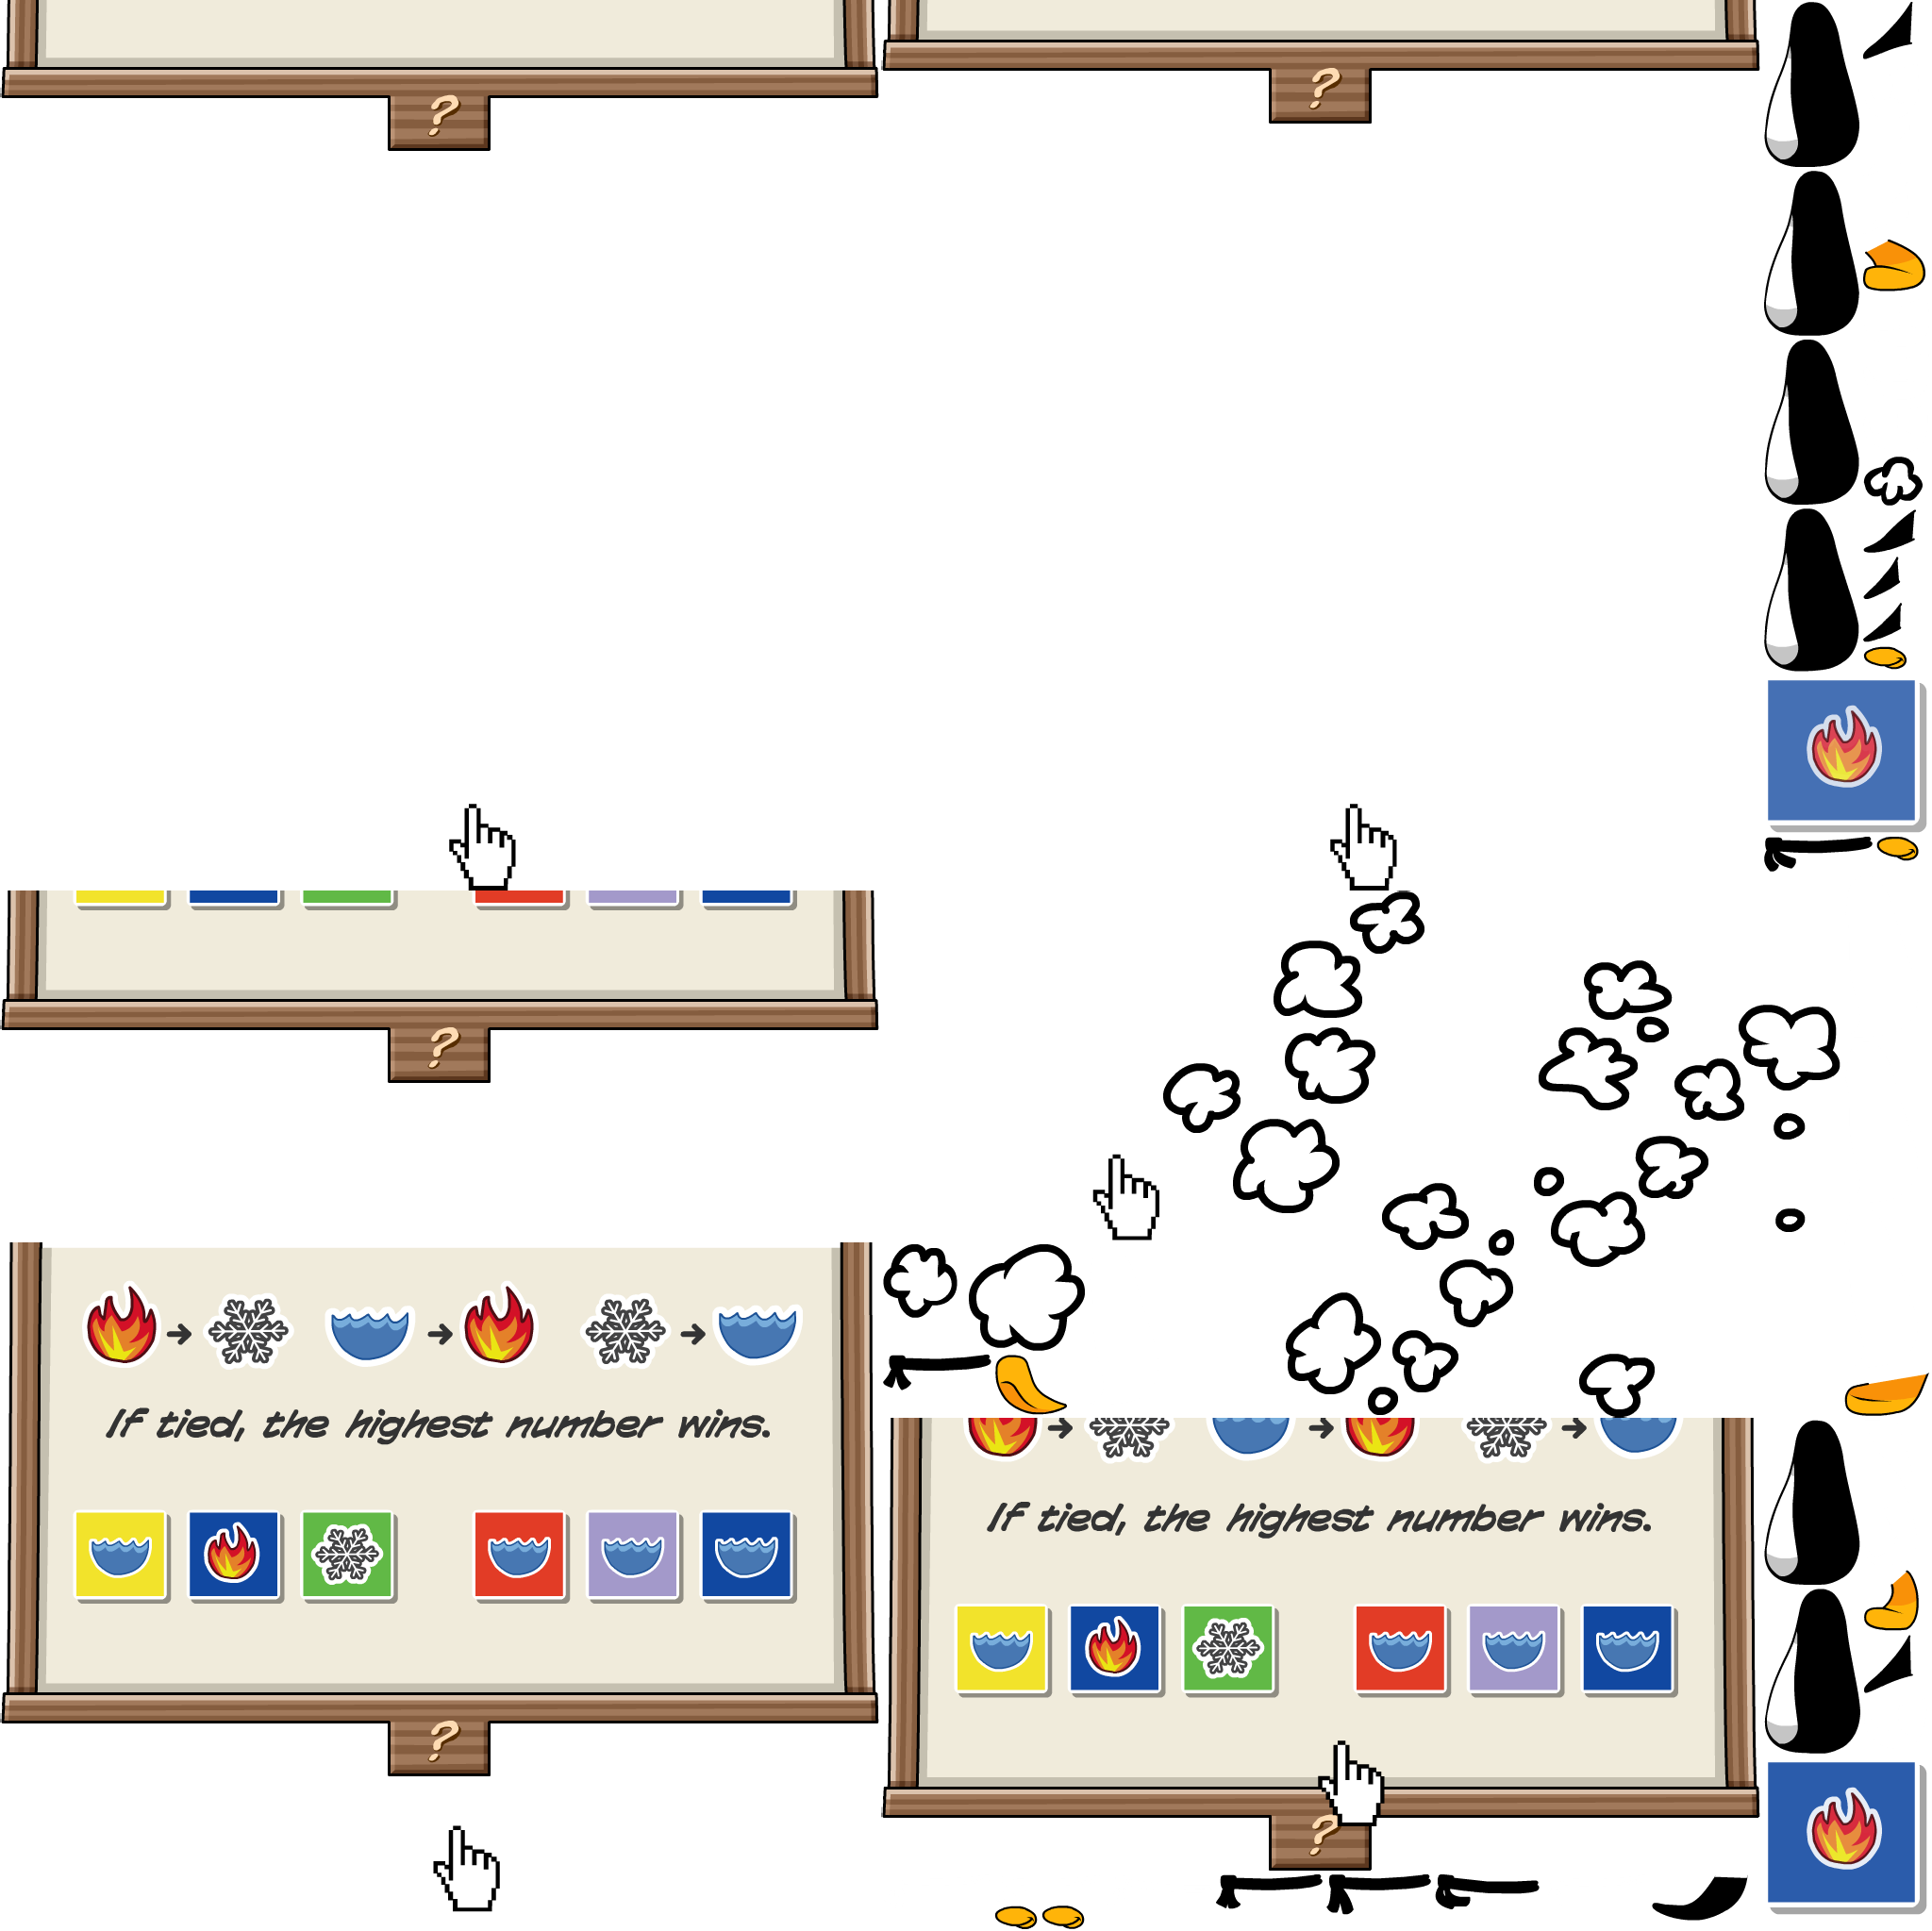 ?
?
?
If tied, the highest number wins.
If tied, the highest number wins.
?
?